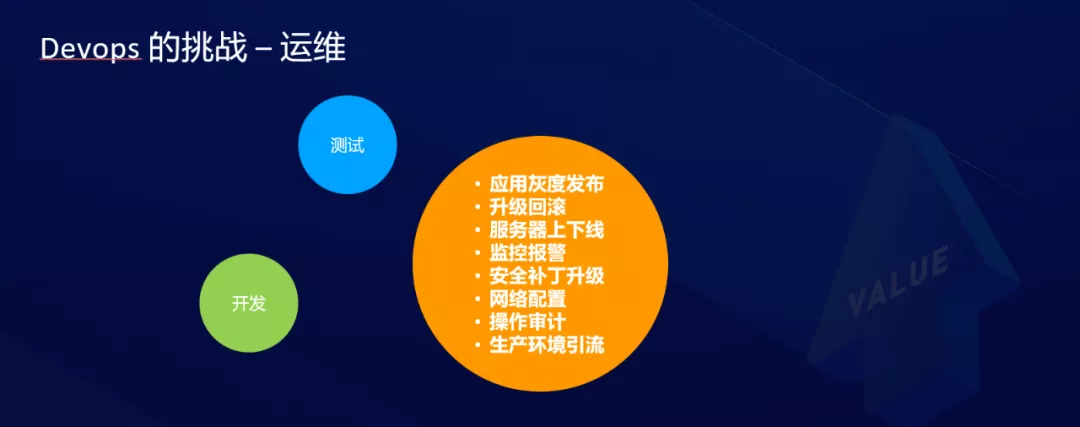 Devops 的挑战 – 运维
测试
• 应用灰度发布
• 升级回滚
• 服务器上下线
• 监控报警
• 安全补丁升级
• 网络配置
• 操作审计
• 生产环境引流
开发
VALUE